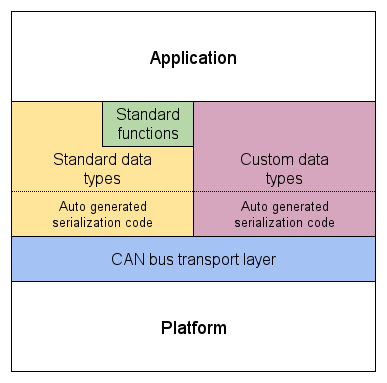 Application
Standard
functions
Standard data
types
Custom data
types
Auto generated
serialization code
Auto generated
serialization code
CAN bus transport layer
Platform